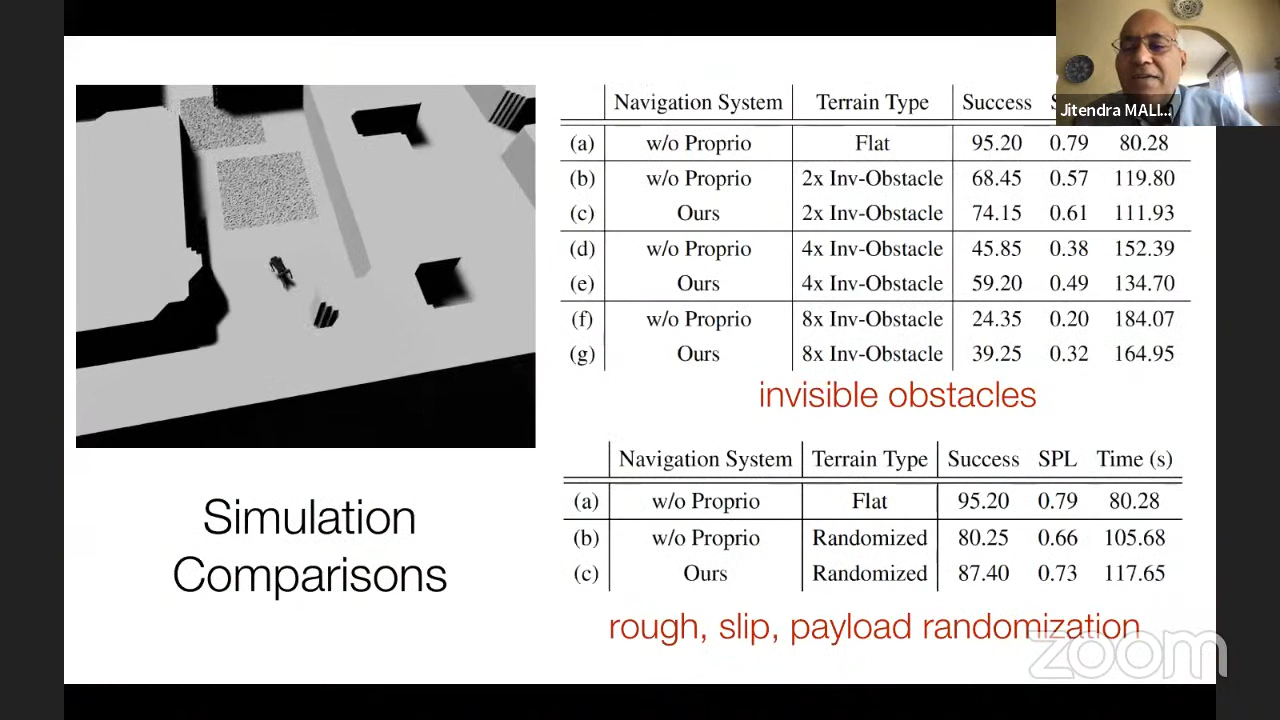 Jitendra MALI...
Navigation System Terrain Type Success
(a) w/o Proprio Flat 95.20 0.79 80.28
(b) w/o Proprio 2x Inv-Obstacle 68.45 0.57 119.80
(c) Ours 2x Inv-Obstacle 74.15 0.61 111.93
(d) w/o Proprio 4x Inv-Obstacle 45.85 0.38 152.39
(e) Ours 4x Inv-Obstacle 59.20 0.49 134.70
(f) w/o Proprio 8x Inv-Obstacle 24.35 0.20 184.07
(g) Ours 8x Inv-Obstacle 39.25 0.32 164.95
invisible obstacles
Navigation System Terrain Type Success SPL Time (s)
(a) w/o Proprio Flat 95.20 0.79 80.28
(b) w/o Proprio Randomized 80.25 0.66 105.68
(c) Ours Randomized 87.40 0.73 117.65
rough, slip, payload randomization
Simulation
Comparisons
zoom